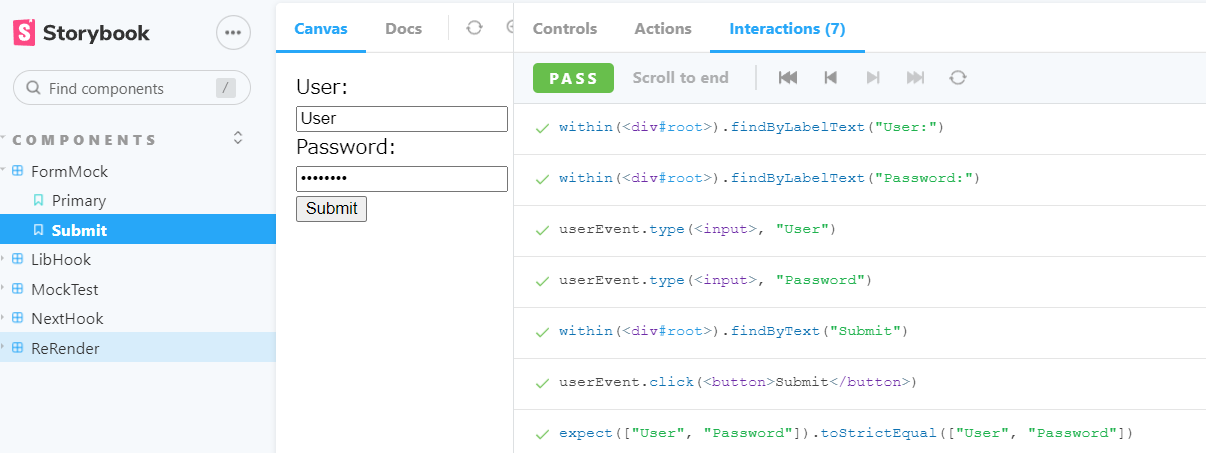 Storybook
Find components
/
COMPONENTS
FormMock
Primary
Submit
LibHook
MockTest
NextHook
ReRender
Canvas
Docs
User:
User
Password:
••••••••
Submit
Controls
Actions
Interactions (7)
PASS
Scroll to end
within(<div#root>).findByLabelText("User:")
within(<div#root>).findByLabelText("Password:")
userEvent.type(<input>, "User")
userEvent.type(<input>, "Password")
within(<div#root>).findByText("Submit")
userEvent.click(<button>Submit</button>)
expect(["User", "Password"]).toStrictEqual(["User", "Password"])